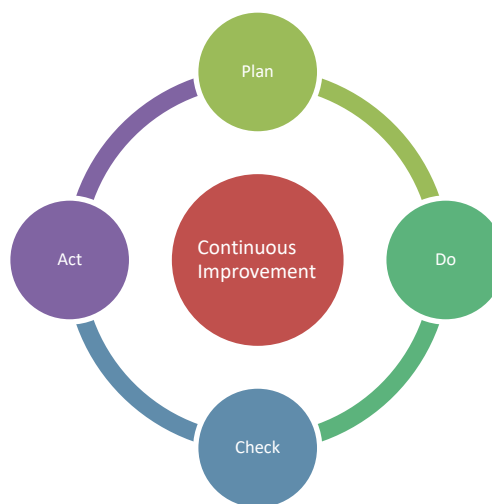 Plan
Act
Continuous
Improvement
Do
Check